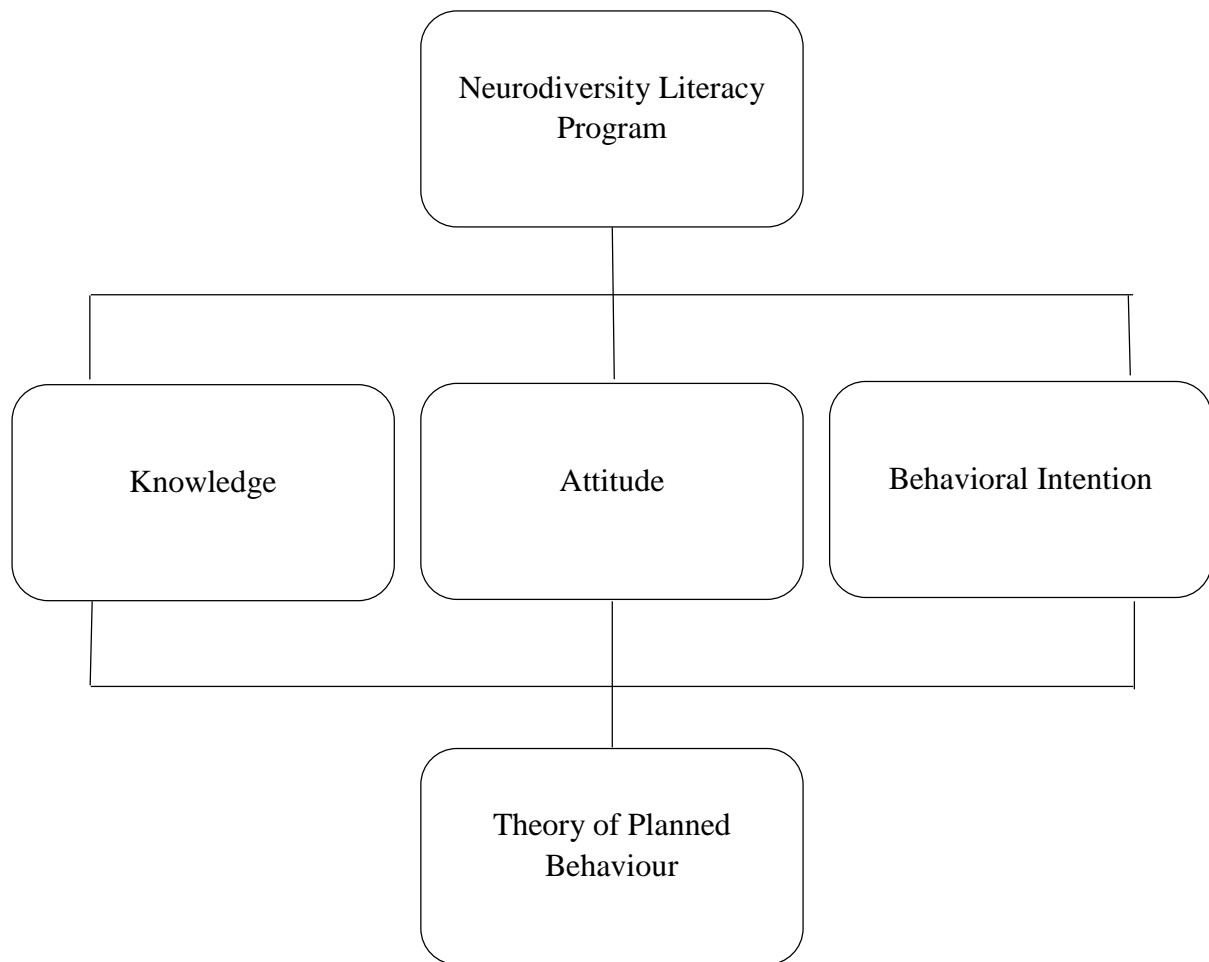 Neurodiversity Literacy
Program
Knowledge
Attitude
Behavioral Intention
Theory of Planned
Behaviour